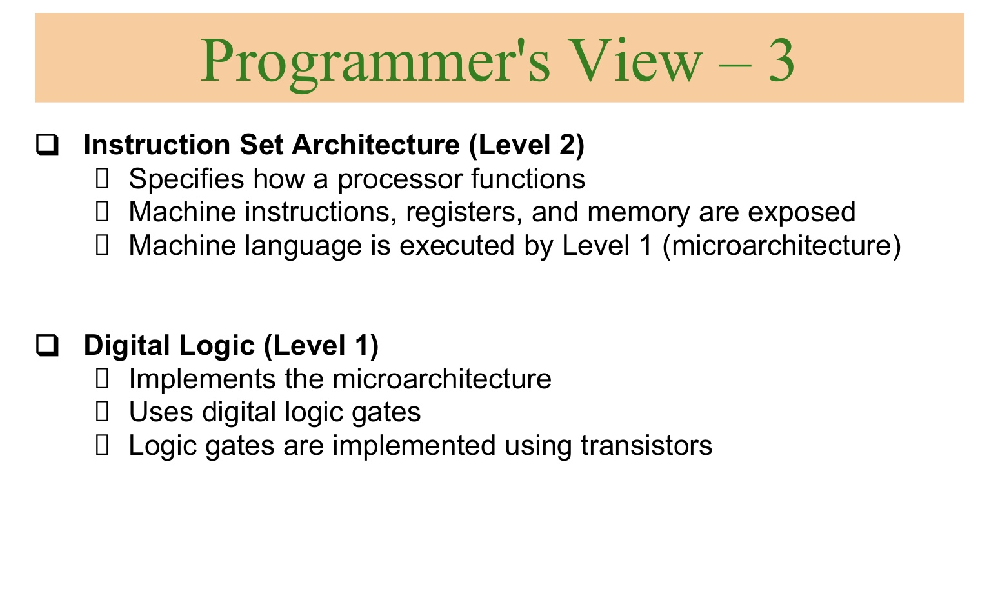 Programmer's View – 3
❑ Instruction Set Architecture (Level 2)
▯ Specifies how a processor functions
▯ Machine instructions, registers, and memory are exposed
▯ Machine language is executed by Level 1 (microarchitecture)
❑ Digital Logic (Level 1)
▯ Implements the microarchitecture
▯ Uses digital logic gates
▯ Logic gates are implemented using transistors